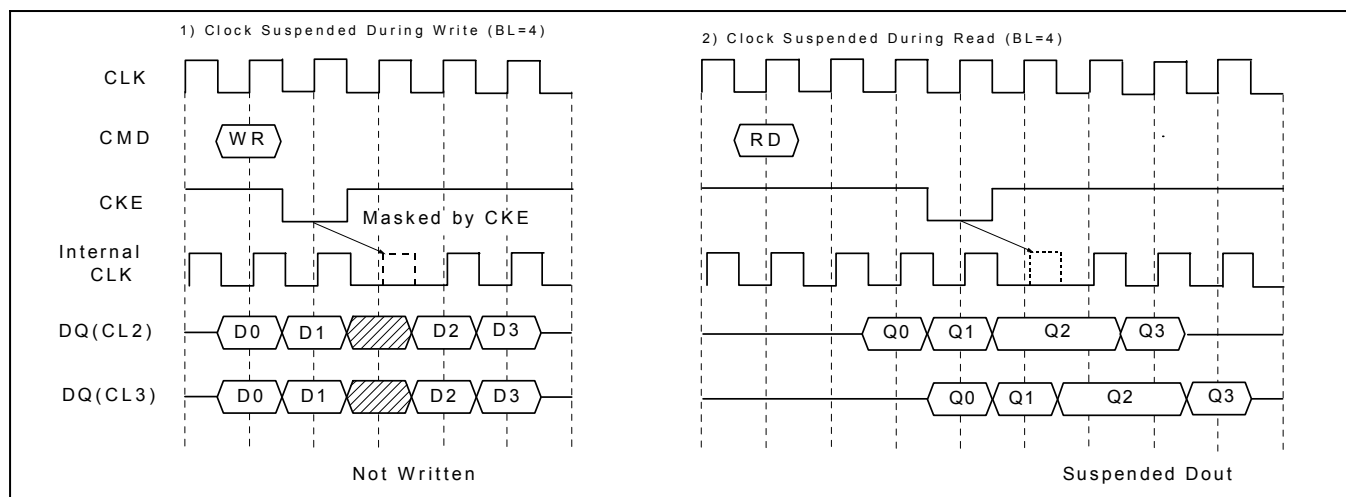 1) Clock Suspended During Write (BL=4)
2) Clock Suspended During Read (BL=4)
CLK
CMD
WR
RD
CKE
Masked by CKE
Internal
CLK
DQ(CL2)
D0 D1 D2 D3
Q0 Q1 Q2 Q3
DQ(CL3)
D0 D1 D2 D3
Q0 Q1 Q2 Q3
Not Written
Suspended Dout